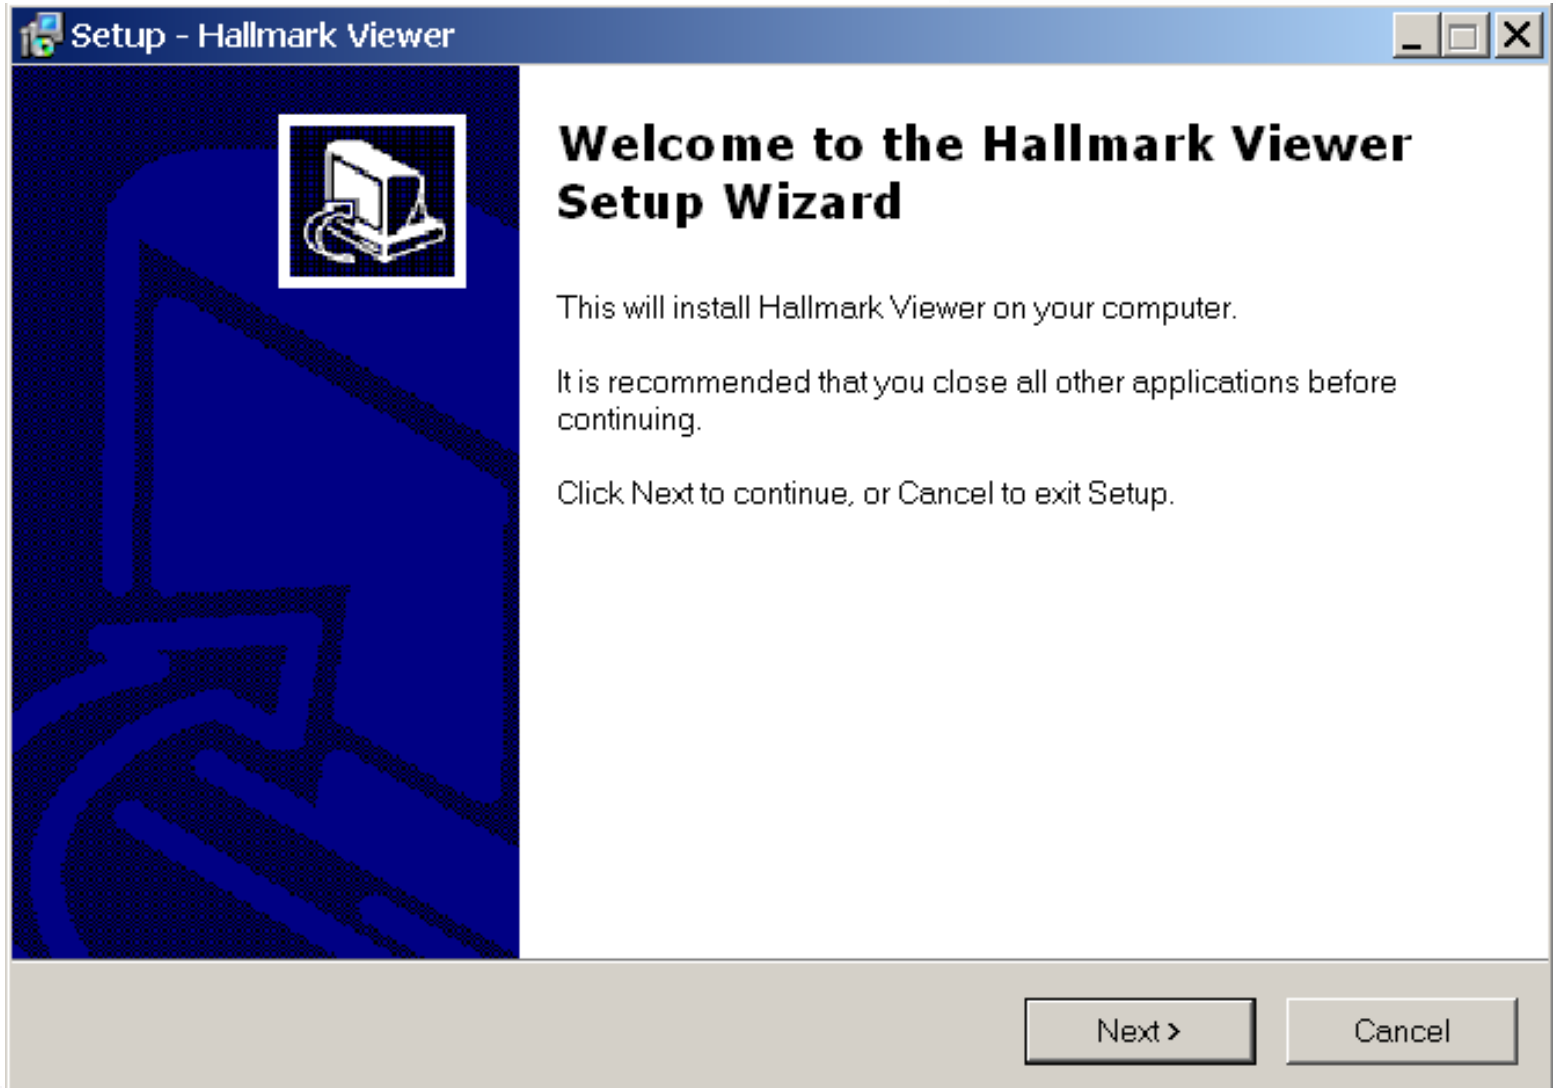 Setup - Hallmark Viewer
Welcome to the Hallmark Viewer
Setup Wizard
This will install Hallmark Viewer on your computer.
It is recommended that you close all other applications before
continuing.
Click Next to continue, or Cancel to exit Setup.
Next >
Cancel